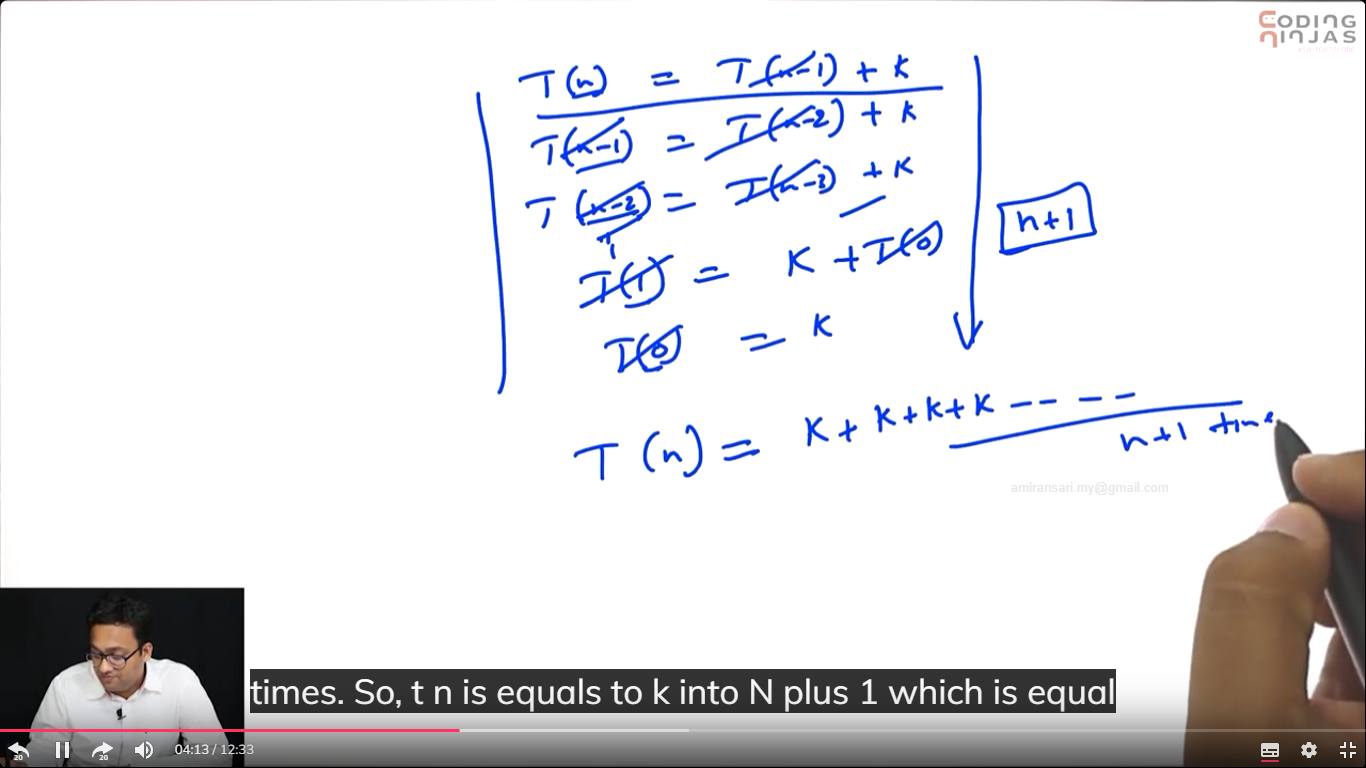 CODING
NINJAS
T(n) = T(n-1) + K
T(n-1) = T(n-2) + K
T(n-2) = T(n-3) + K
T(1) = K + T(0)
T(0) = K
n+1
T(n) = K + K + K + K -- -- 
n+1 time
amiransari.my@gmail.com
times. So, t n is equals to k into N plus 1 which is equal
20
20
04:13 / 12:33